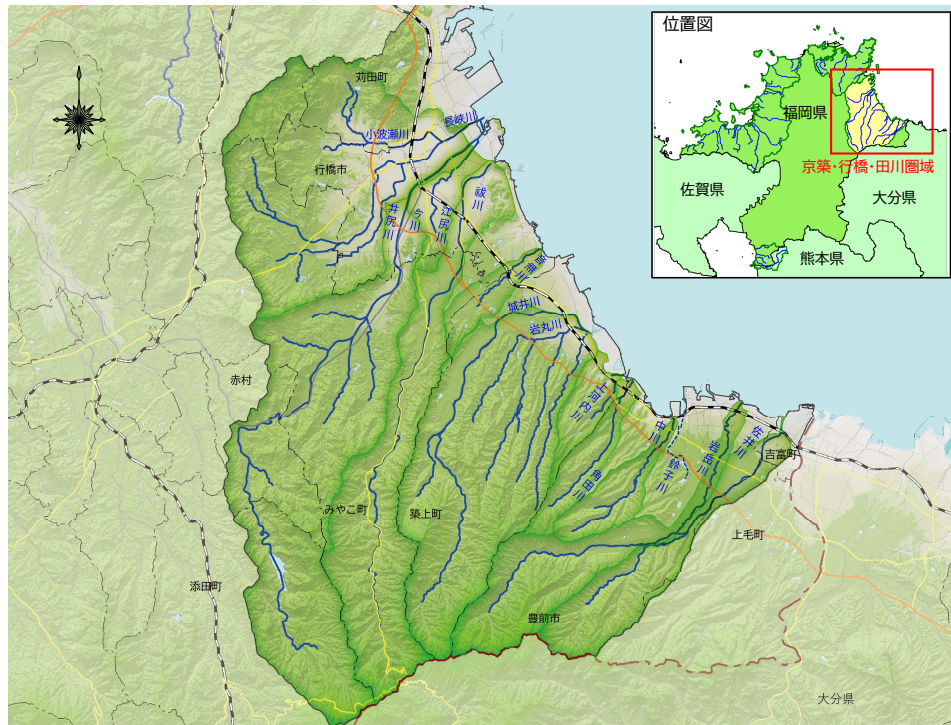 位置図
福岡県
京築・行橋・田川圏域
佐賀県
大分県
熊本県
苅田町
長峡川
小波瀬川
行橋市
祓川
井尻川
今川
江尻川
音無川
城井川
岩丸川
赤村
上河内川
中川
岩岳川
佐井川
吉富町
鈴子川
角田川
みやこ町
築上町
上毛町
添田町
豊前市
大分県